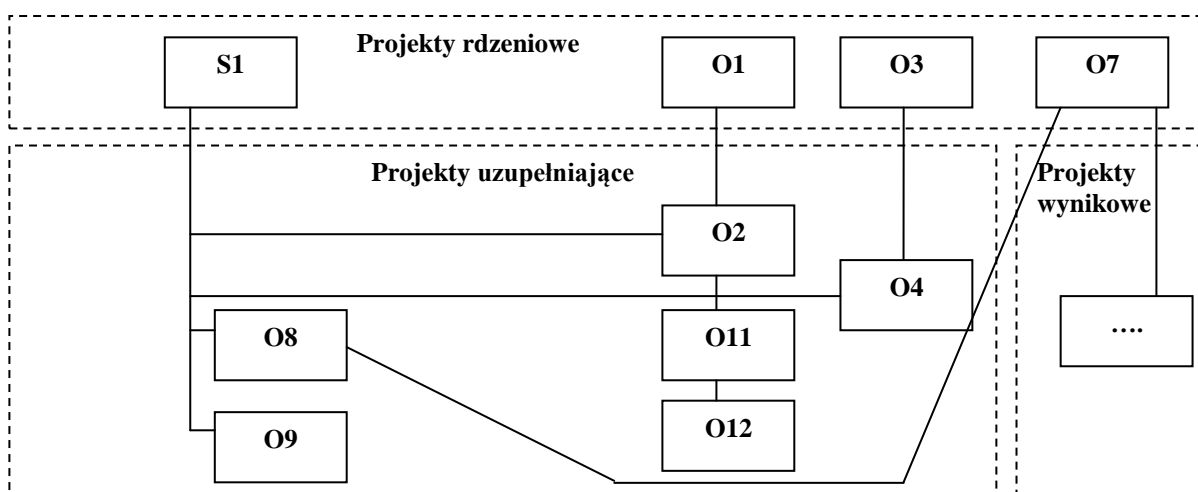 Projekty rdzeniowe
S1
O1
O3
O7
Projekty uzupełniające
Projekty
wynikowe
O2
O4
….
O8
O11
O9
O12